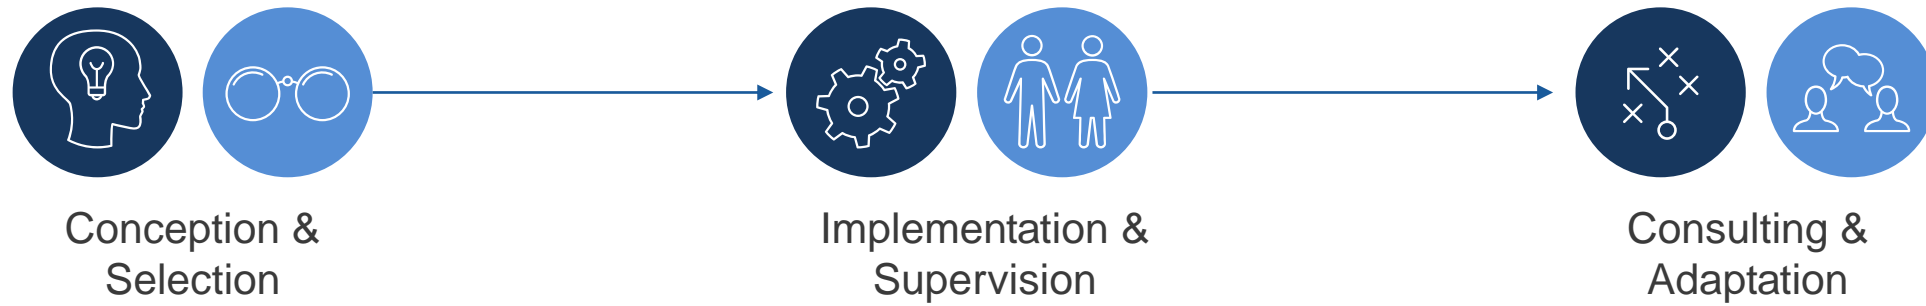 Conception &
Selection
Implementation &
Supervision
Consulting &
Adaptation